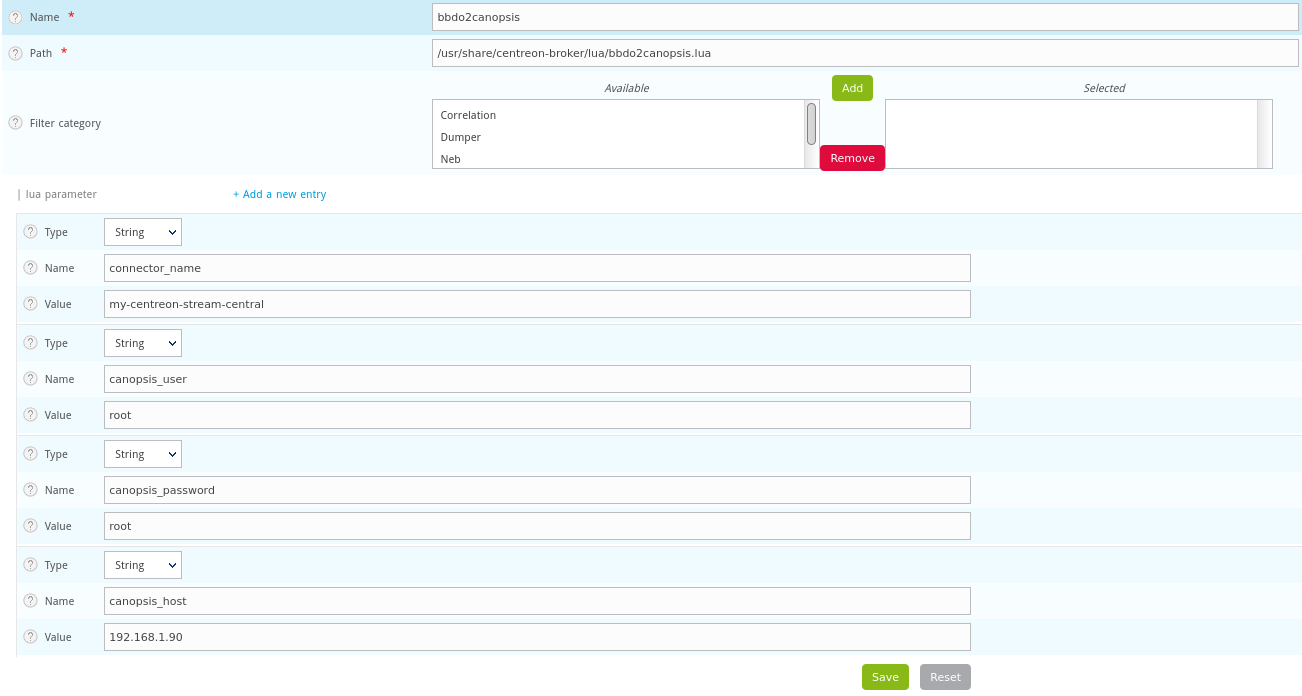 ? Name * bbdo2canopsis
? Path * /usr/share/centreon-broker/lua/bbdo2canopsis.lua
Available Add Selected
? Filter category
Correlation
Dumper
Neb
Remove
| lua parameter + Add a new entry
? Type String
? Name connector_name
? Value my-centreon-stream-central
? Type String
? Name canopsis_user
? Value root
? Type String
? Name canopsis_password
? Value root
? Type String
? Name canopsis_host
? Value 192.168.1.90
Save Reset